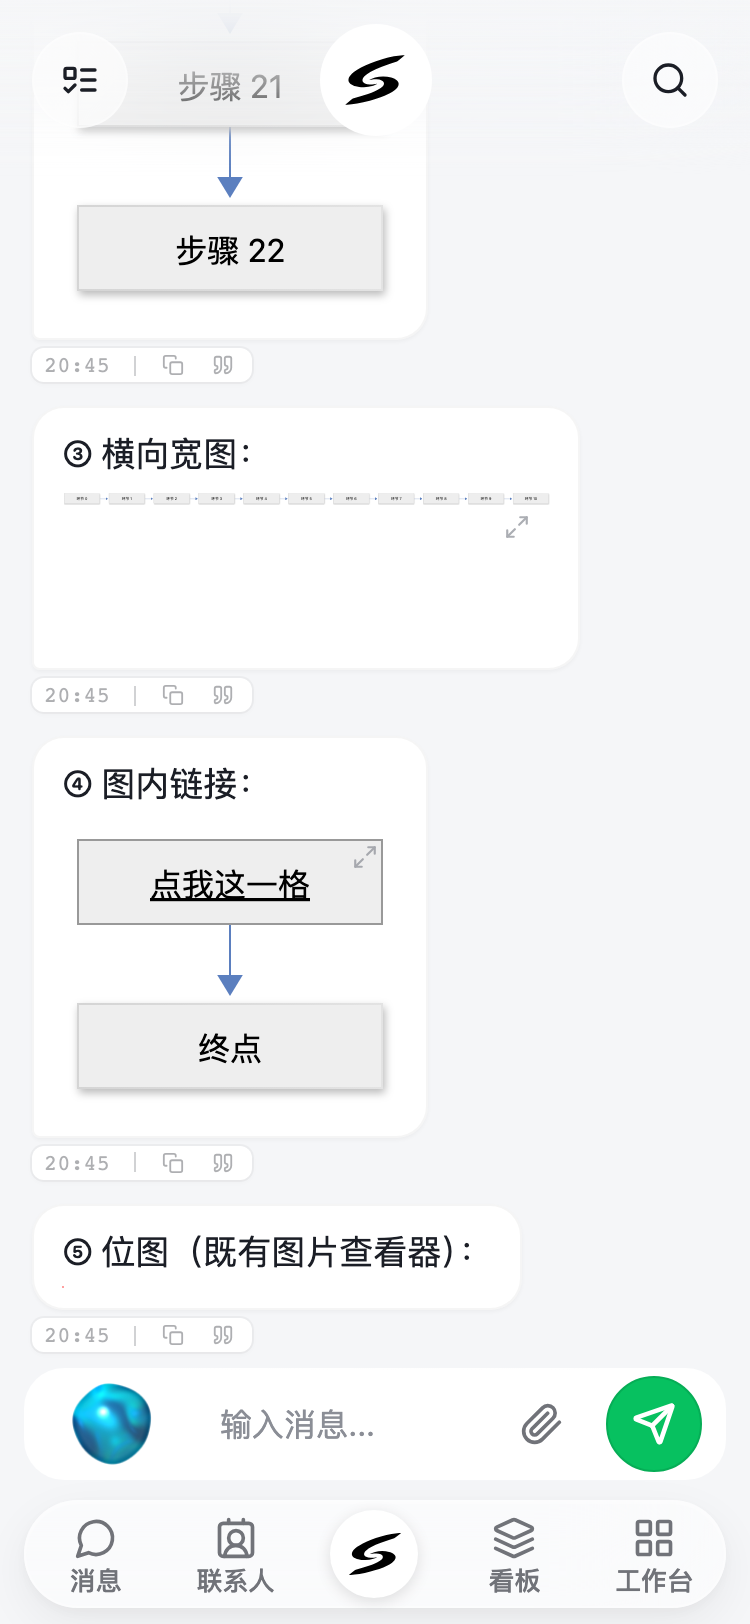 步骤 21
步骤 22
20:45
③ 横向宽图：
20:45
④ 图内链接：
点我这一格
终点
20:45
⑤ 位图（既有图片查看器）：
20:45
输入消息...
消息
联系人
看板
工作台